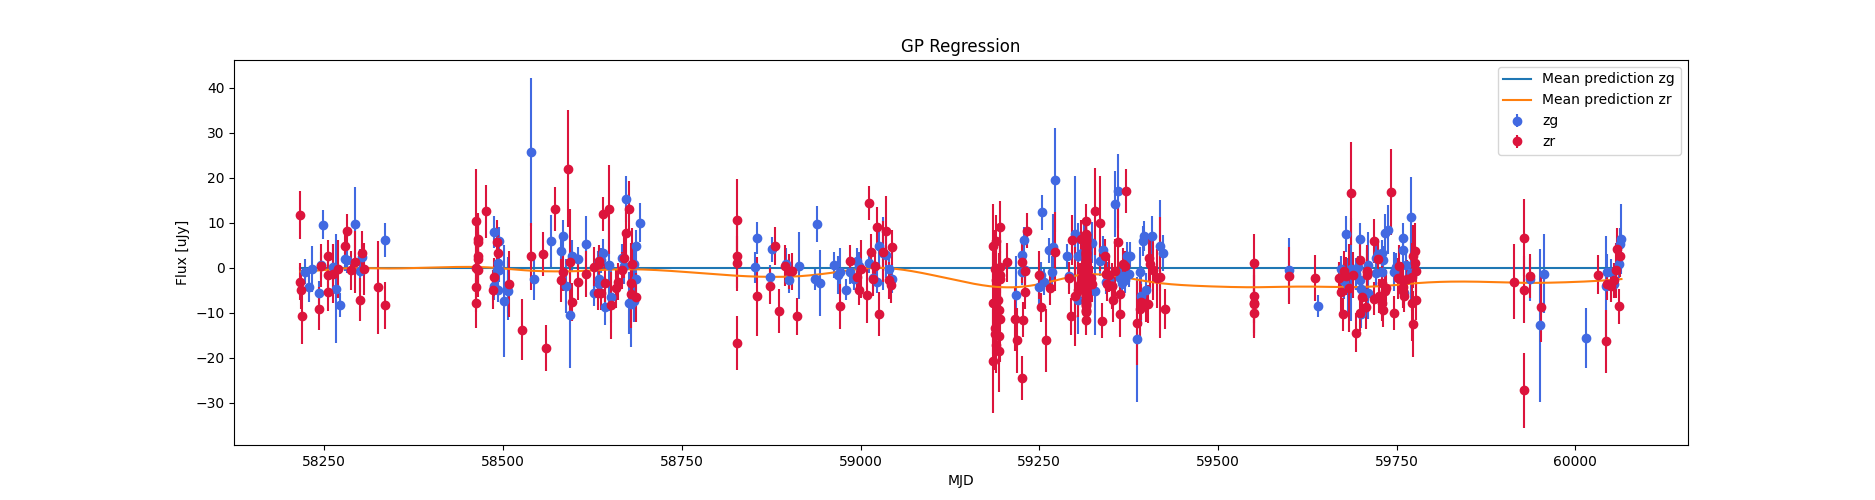 GP Regression
Flux [uJy]
40
30
20
10
0
−10
−20
−30
58250
58500
58750
59000
59250
59500
59750
60000
MJD
Mean prediction zg
Mean prediction zr
zg
zr